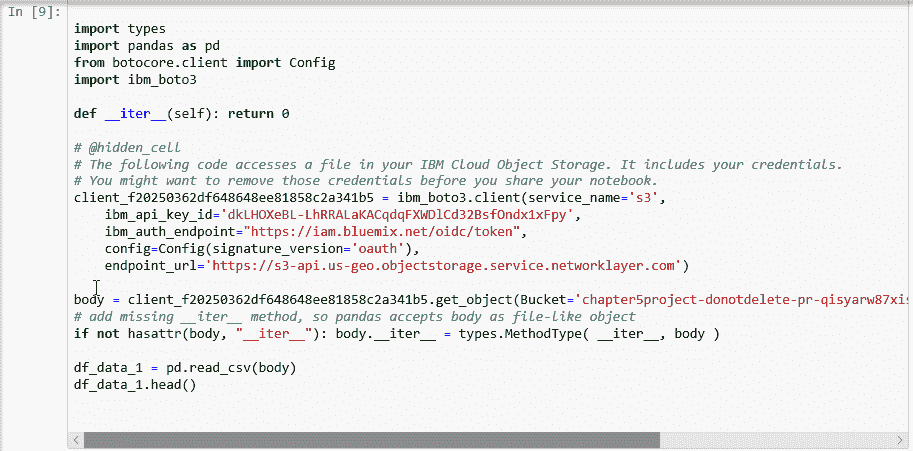 In [9]:
import types
import pandas as pd
from botocore.client import Config
import ibm_boto3
def __iter__(self): return 0
# @hidden_cell
# The following code accesses a file in your IBM Cloud Object Storage. It includes your credentials.
# You might want to remove those credentials before you share your notebook.
client_f20250362df648648ee81858c2a341b5 = ibm_boto3.client(service_name='s3',
ibm_api_key_id='dkLHOXeBL-LhRRALaKACqdqFXWDlCd32BsfOndx1xFpy',
ibm_auth_endpoint="https://iam.bluemix.net/oidc/token",
config=Config(signature_version='oauth'),
endpoint_url='https://s3-api.us-geo.objectstorage.service.networklayer.com')
body = client_f20250362df648648ee81858c2a341b5.get_object(Bucket='chapter5project-donotdelete-pr-qisyarw87xis
# add missing __iter__ method, so pandas accepts body as file-like object
if not hasattr(body, "__iter__"): body.__iter__ = types.MethodType( __iter__, body )
df_data_1 = pd.read_csv(body)
df_data_1.head()